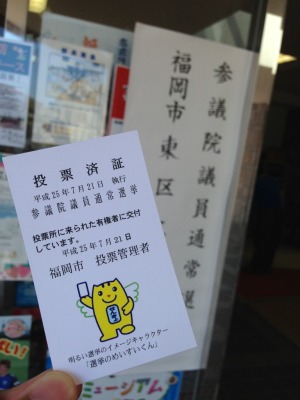 参議院議員通常選
福岡市東区
投票済証
平成25年7月21日 執行
参議院議員通常選挙
投票所に来られた有権者に交付
しています。
平成25年7月21日
福岡市 投票管理者
明るい選挙のイメージキャラクター
「選挙のめいすいくん」
ミュージアム